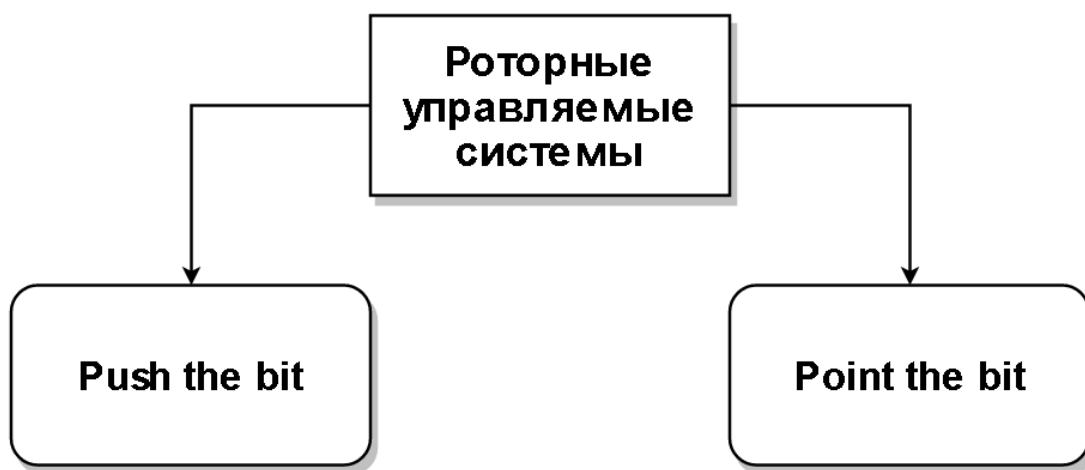 Роторные
управляемые
системы
Push the bit
Point the bit